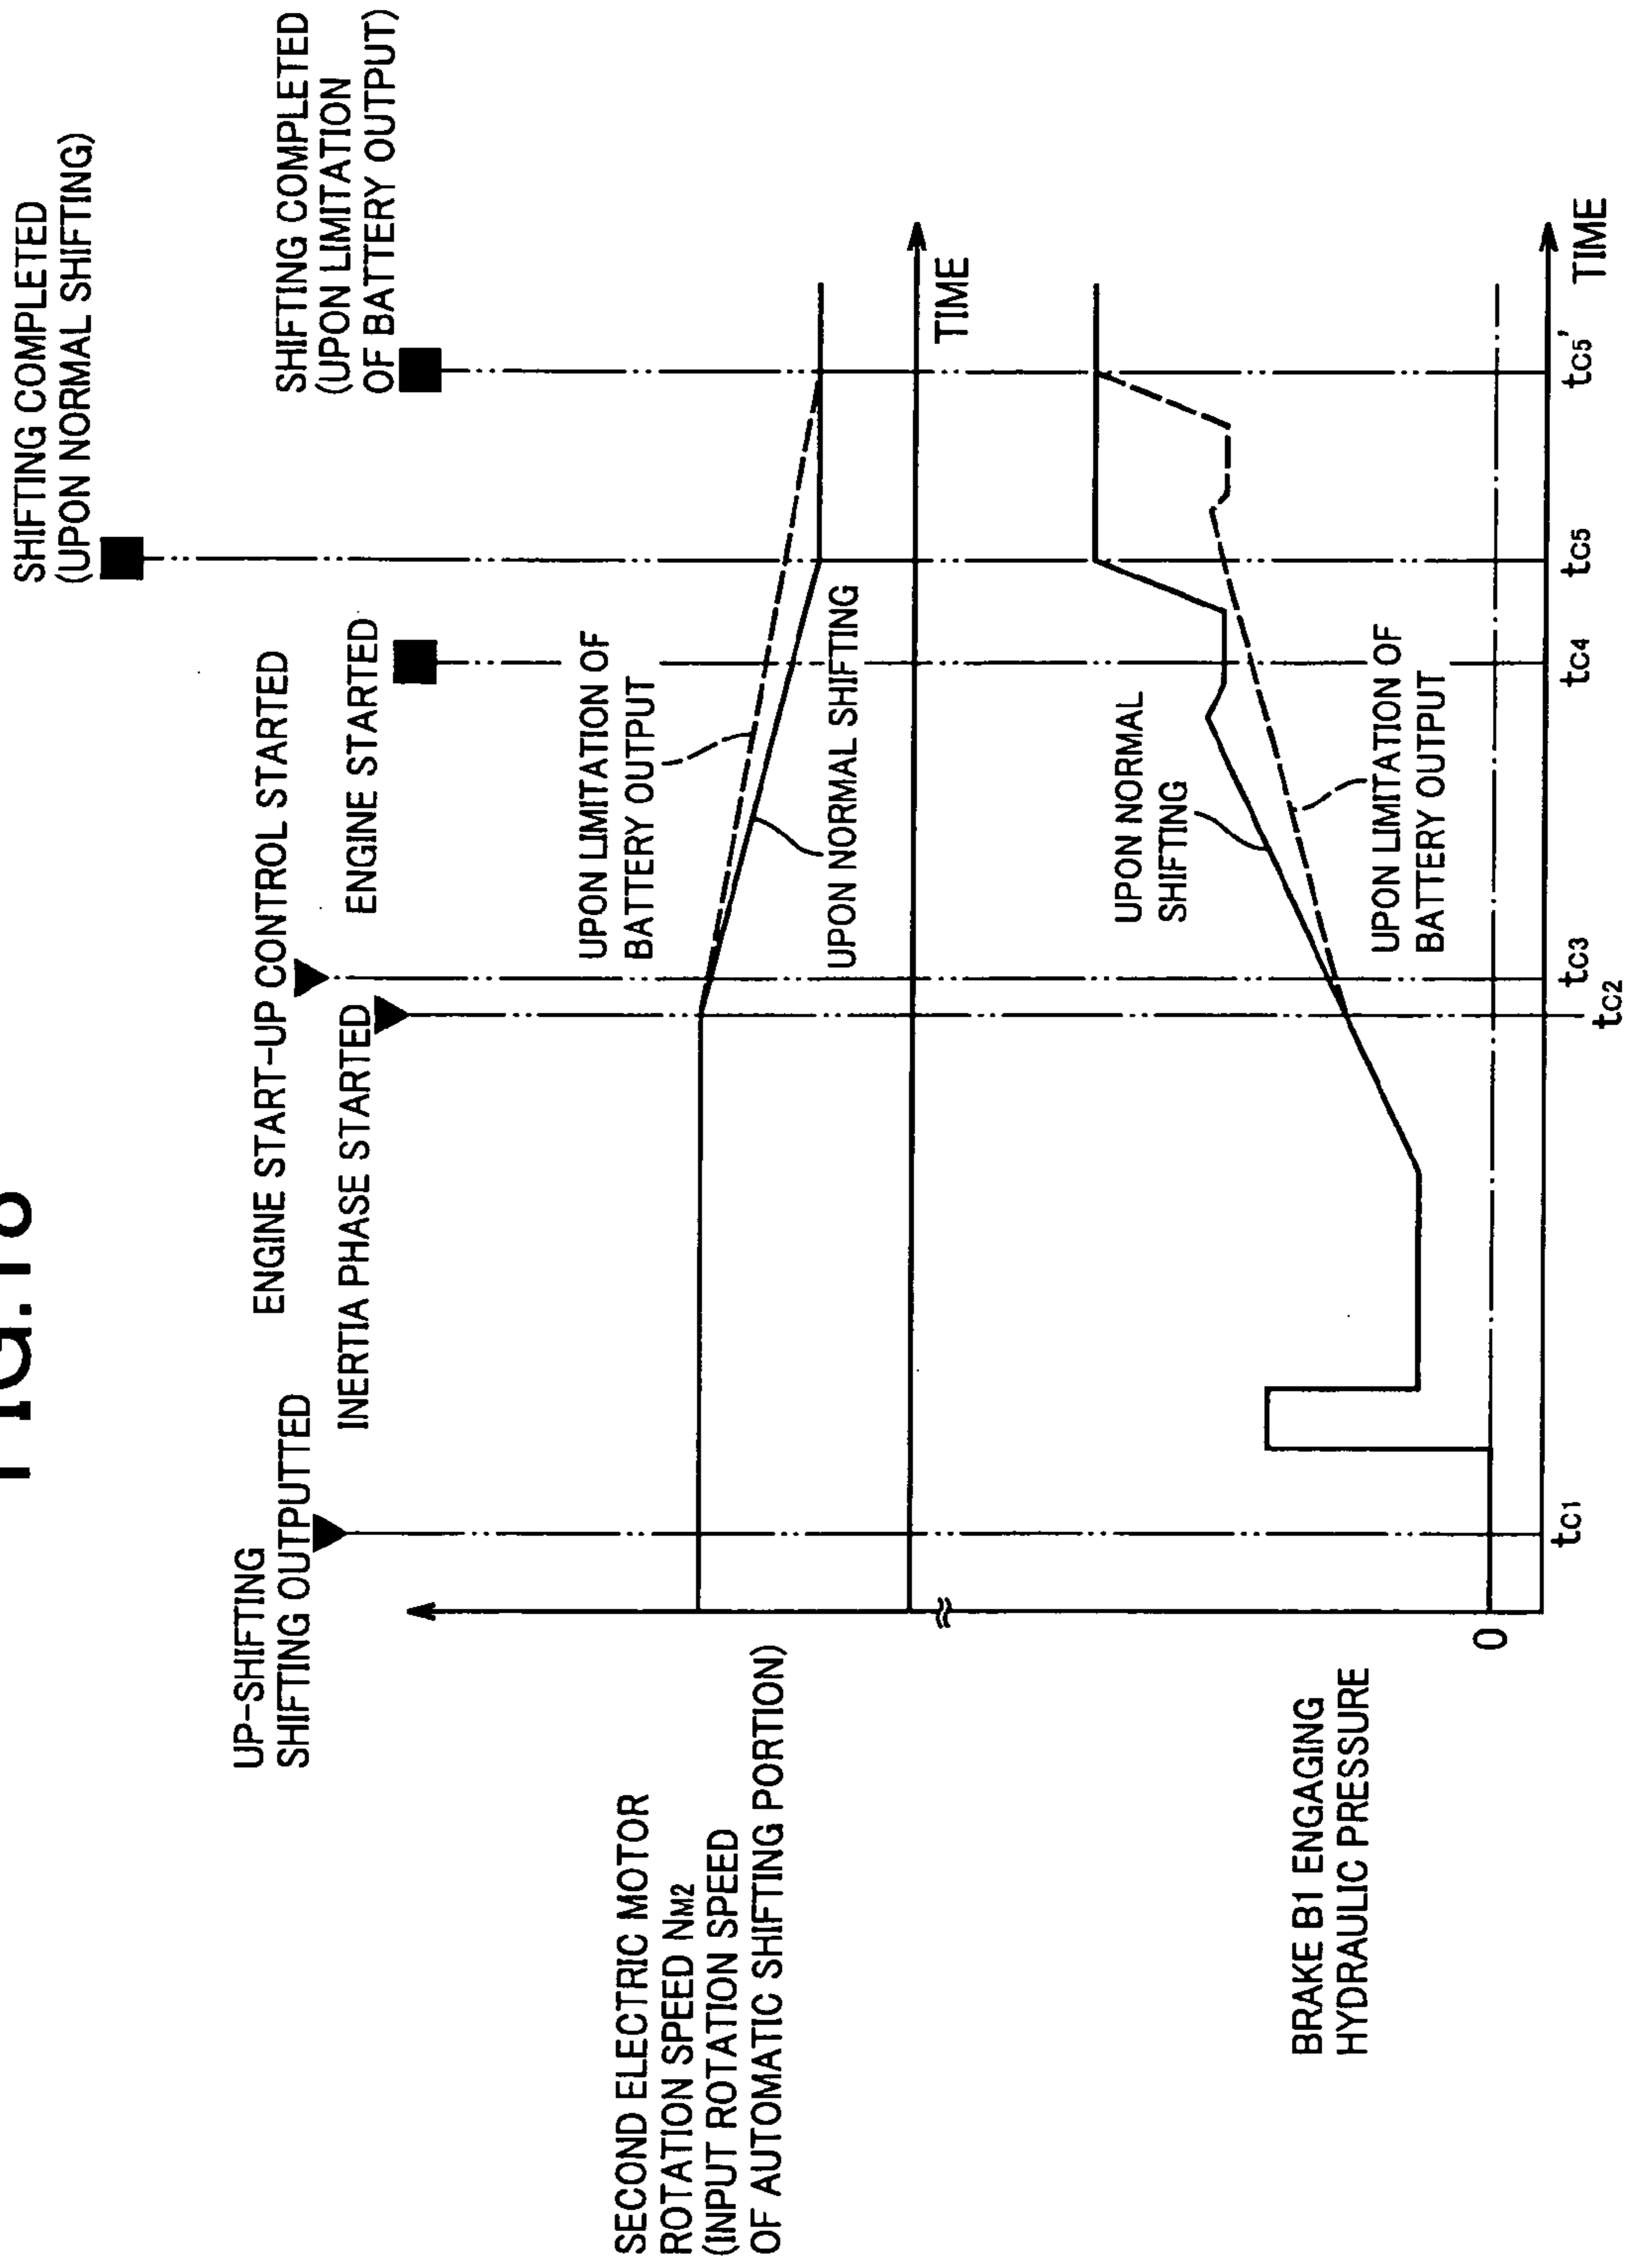 SHIFTING COMPLETED
(UPON NORMAL SHIFTING)
SHIFTING COMPLETED
(UPON LIMITATION
OF BATTERY OUTPUT)
ENGINE START-UP CONTROL STARTED
ENGINE STARTED
INERTIA PHASE STARTED
UP-SHIFTING
SHIFTING OUTPUTTED
SECOND ELECTRIC MOTOR
ROTATION SPEED NM2
(INPUT ROTATION SPEED
OF AUTOMATIC SHIFTING PORTION)
UPON LIMITATION OF
BATTERY OUTPUT
UPON NORMAL SHIFTING
TIME
BRAKE B1 ENGAGING
HYDRAULIC PRESSURE
UPON NORMAL
SHIFTING
UPON LIMITATION OF
BATTERY OUTPUT
0
TIME
tC1
tC2
tC3
tC4
tC5
tC5'